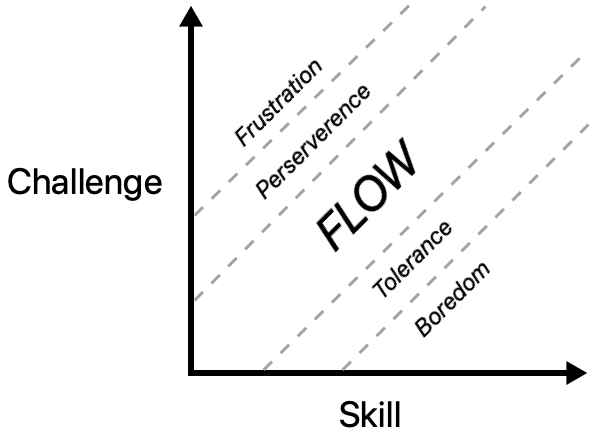 Frustration
Perserverence
Challenge
FLOW
Tolerance
Boredom
Skill